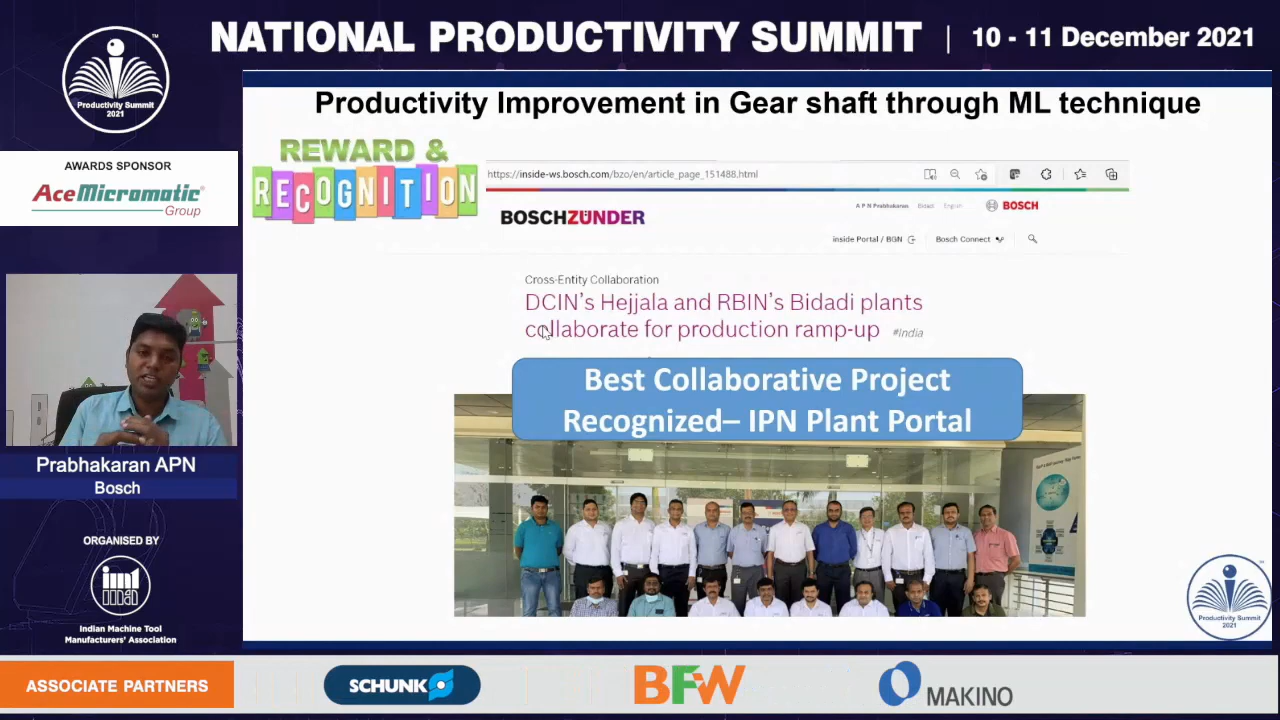 NATIONAL PRODUCTIVITY SUMMIT | 10 - 11 December 2021
Productivity Summit
2021
TM
AWARDS SPONSOR
AceMicromatic®
Group
Prabhakaran APN
Bosch
ORGANISED BY
Indian Machine Tool
Manufacturers' Association
Productivity Improvement in Gear shaft through ML technique
REWARD &
RECOGNITION
https://inside-ws.bosch.com/bzo/en/article_page_151488.html
BOSCHZÜNDER
A P N Prabhukaran Bidadi English BOSCH
inside Portal / BGN Bosch Connect
Cross-Entity Collaboration
DCIN's Hejjala and RBIN's Bidadi plants
collaborate for production ramp-up #India
Best Collaborative Project
Recognized– IPN Plant Portal
Productivity Summit
2021
ASSOCIATE PARTNERS
SCHUNK
BFW
MAKINO